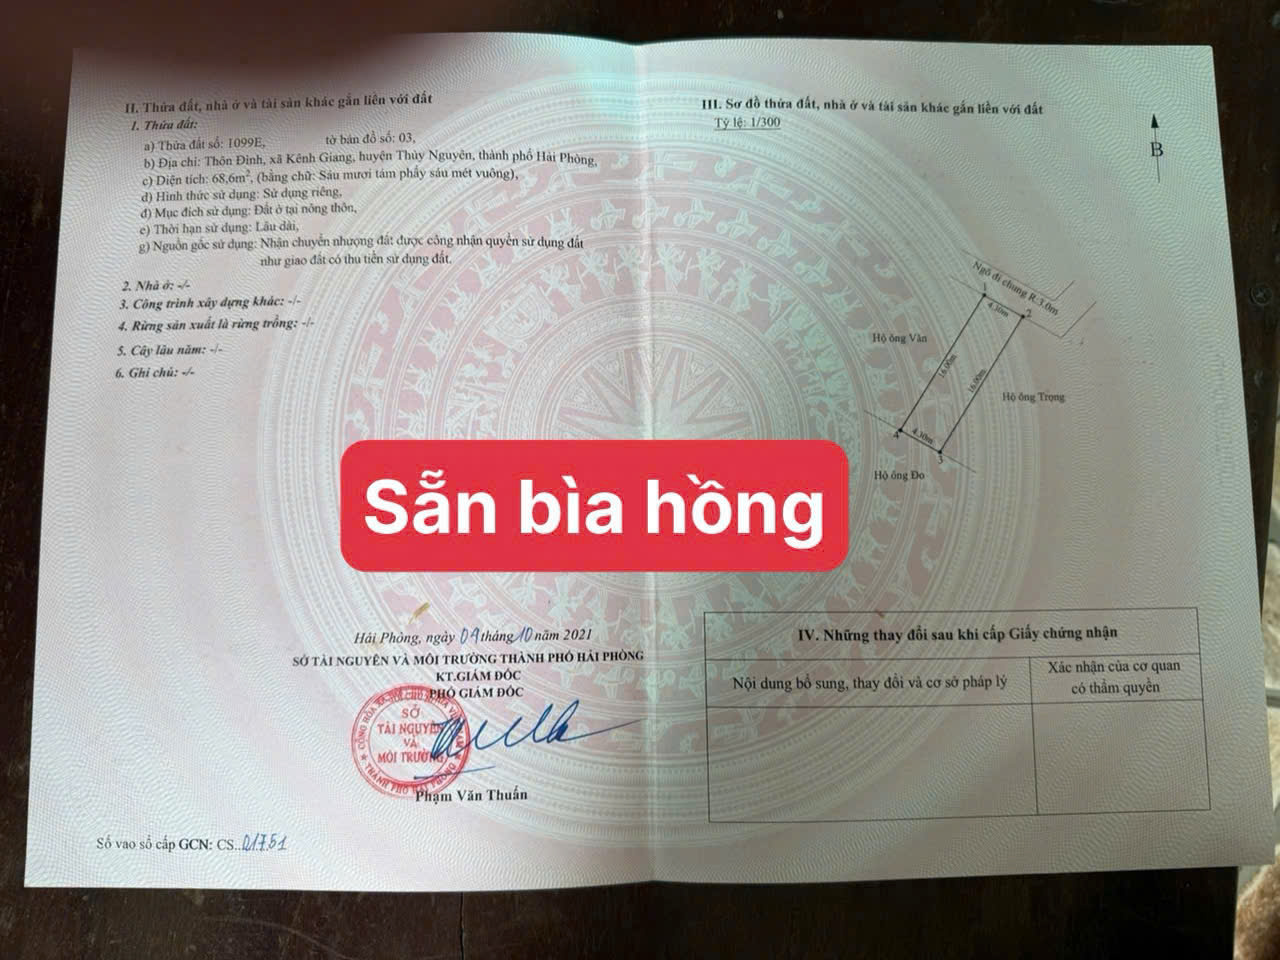 II. Thửa đất, nhà ở và tài sản khác gắn liền với đất
1. Thửa đất:
a) Thửa đất số: 1099E, tờ bản đồ số: 03,
b) Địa chỉ: Thôn Đình, xã Kênh Giang, huyện Thủy Nguyên, thành phố Hải Phòng,
c) Diện tích: 68,6m², (bằng chữ: Sáu mươi tám phẩy sáu mét vuông),
d) Hình thức sử dụng: Sử dụng riêng,
đ) Mục đích sử dụng: Đất ở tại nông thôn,
e) Thời hạn sử dụng: Lâu dài,
g) Nguồn gốc sử dụng: Nhận chuyển nhượng đất được công nhận quyền sử dụng đất
như giao đất có thu tiền sử dụng đất.
2. Nhà ở: -/-
3. Công trình xây dựng khác: -/-
4. Rừng sản xuất là rừng trồng: -/-
5. Cây lâu năm: -/-
6. Ghi chú: -/-
Hải Phòng, ngày 09 tháng 10 năm 2021
SỞ TÀI NGUYÊN VÀ MÔI TRƯỜNG THÀNH PHỐ HẢI PHÒNG
KT.GIÁM ĐỐC
PHÓ GIÁM ĐỐC
SỞ
TÀI NGUYÊN
VÀ
MÔI TRƯỜNG
THÀNH PHỐ HẢI PHÒNG
Phạm Văn Thuấn
Số vào sổ cấp GCN: CS..01751
III. Sơ đồ thửa đất, nhà ở và tài sản khác gắn liền với đất
Tỷ lệ: 1/300
B
Ngõ đi chung R:3.0m
1
4.30m
2
Hộ ông Văn
16.00m
16.00m
Hộ ông Trọng
4
4.30m
3
Hộ ông Đo
Sẵn bìa hồng
IV. Những thay đổi sau khi cấp Giấy chứng nhận
Nội dung bổ sung, thay đổi và cơ sở pháp lý
Xác nhận của cơ quan
có thẩm quyền